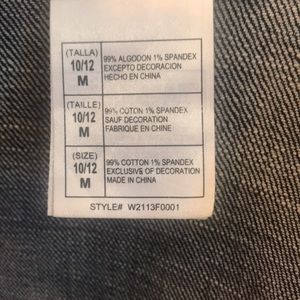 (TALLA)
10/12
M
99% ALGODON 1% SPANDEX
EXCEPTO DECORACION
HECHO EN CHINA
(TAILLE)
10/12
M
99% COTON 1% SPANDEX
SAUF DECORATION
FABRIQUE EN CHINE
(SIZE)
10/12
M
99% COTTON 1% SPANDEX
EXCLUSIVE OF DECORATION
MADE IN CHINA
STYLE# W2113F0001